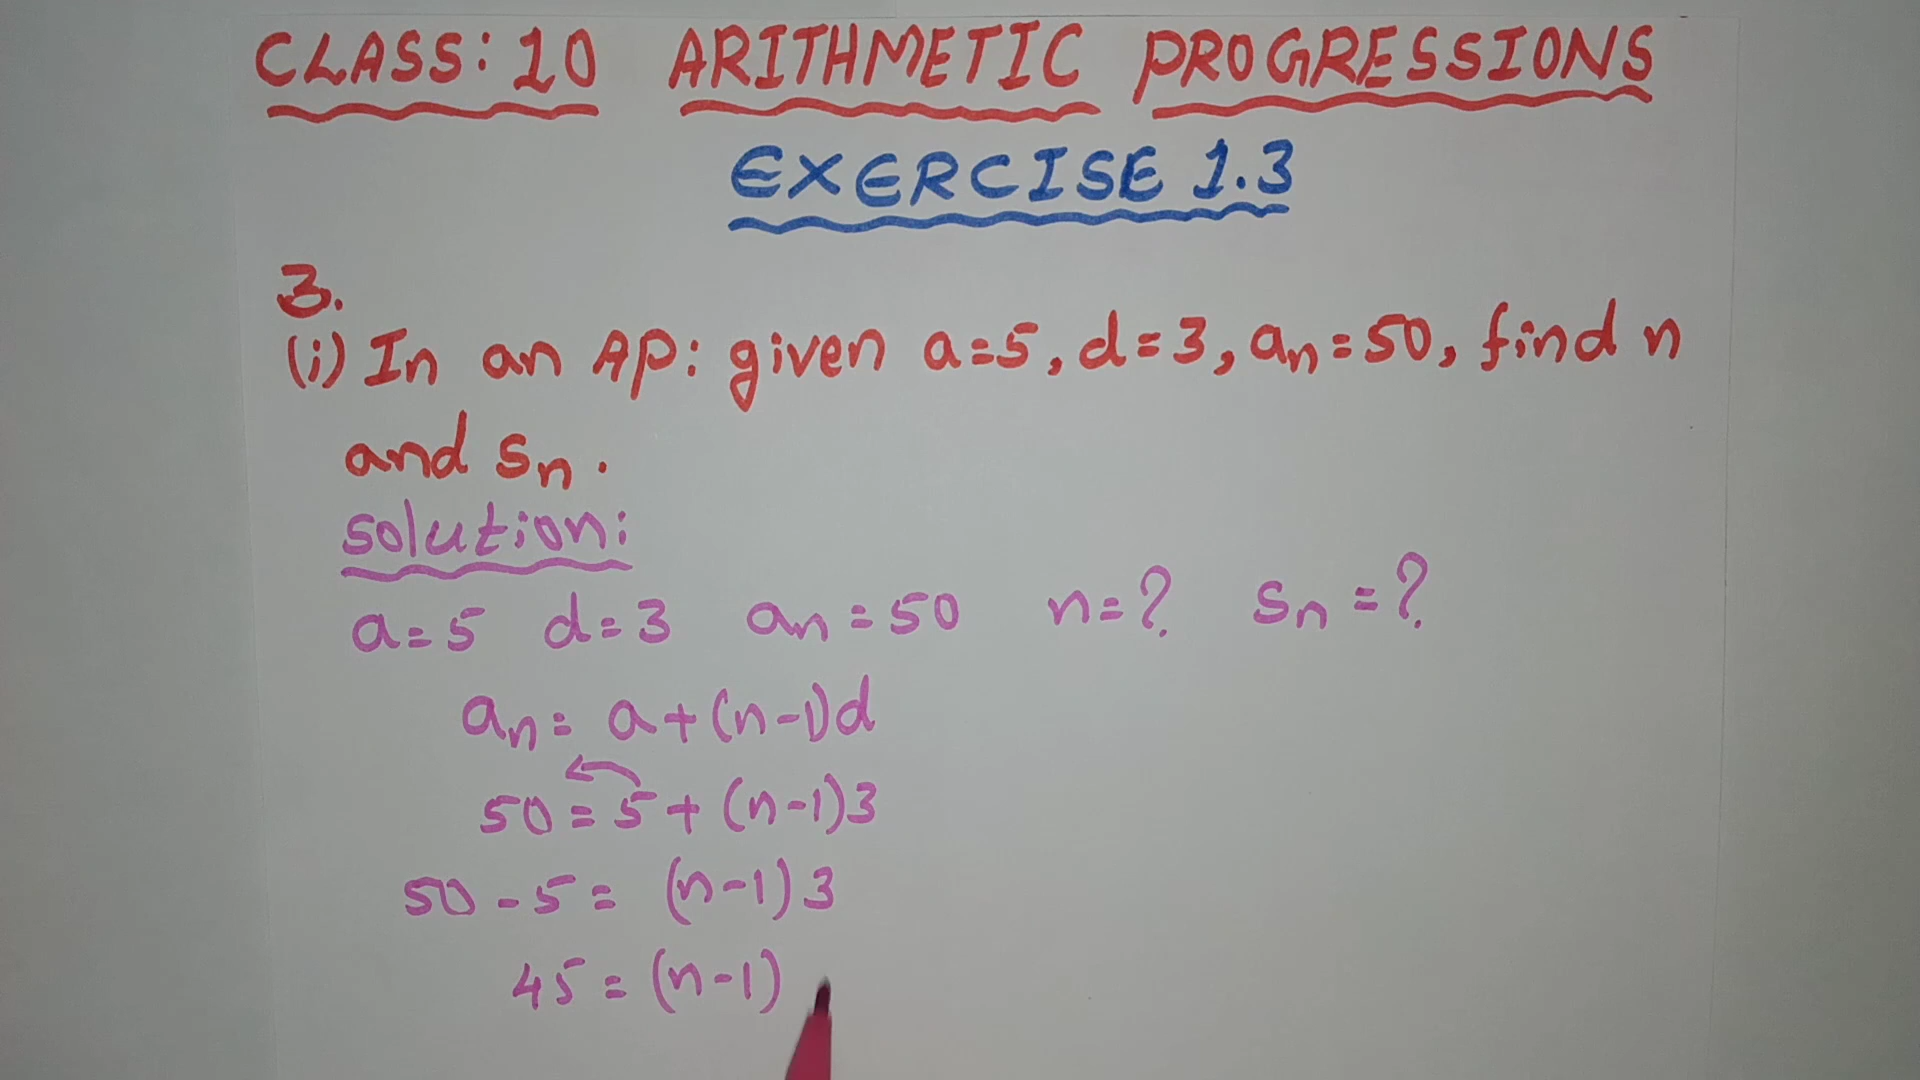 CLASS: 10 ARITHMETIC PROGRESSIONS
EXERCISE 1.3
3.
(i) In an AP: given a=5, d=3, an=50, find n
and Sn.
solution:
a=5 d=3 an=50 n=? Sn=?
an= a+(n-1)d
50=5+(n-1)3
50-5=(n-1)3
45=(n-1)